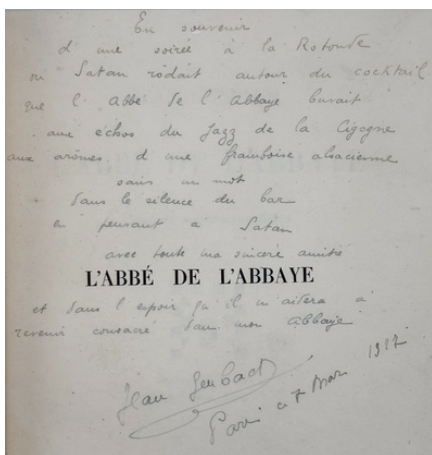 En souvenir
d'une soirée à la Rotonde
où Satan rôdait autour du cocktail
que l'Abbé de l'Abbaye buvait
aux échos du Jazz de la Cigogne
aux arômes d'une framboise alsacienne
sans un mot
dans le silence du bar
en pensant à Satan
avec toute ma sincère amitié
L'ABBÉ DE L'ABBAYE
et dans l'espoir qu'il m'aidera à
revenir consacré dans mon Abbaye
Jean
Paris ce 7 Mars